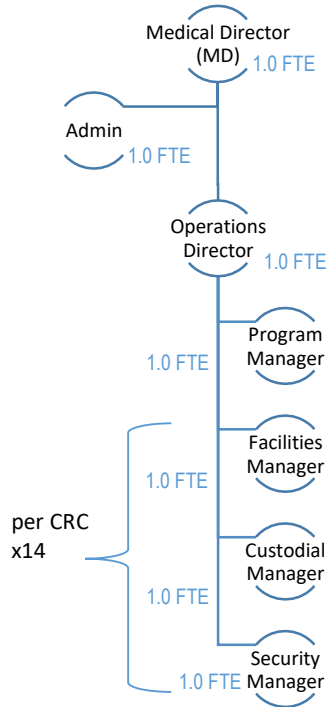 Medical Director
(MD)
1.0 FTE
Admin
1.0 FTE
Operations
Director
1.0 FTE
Program
Manager
1.0 FTE
Facilities
Manager
1.0 FTE
per CRC
x14
Custodial
Manager
1.0 FTE
Security
Manager
1.0 FTE